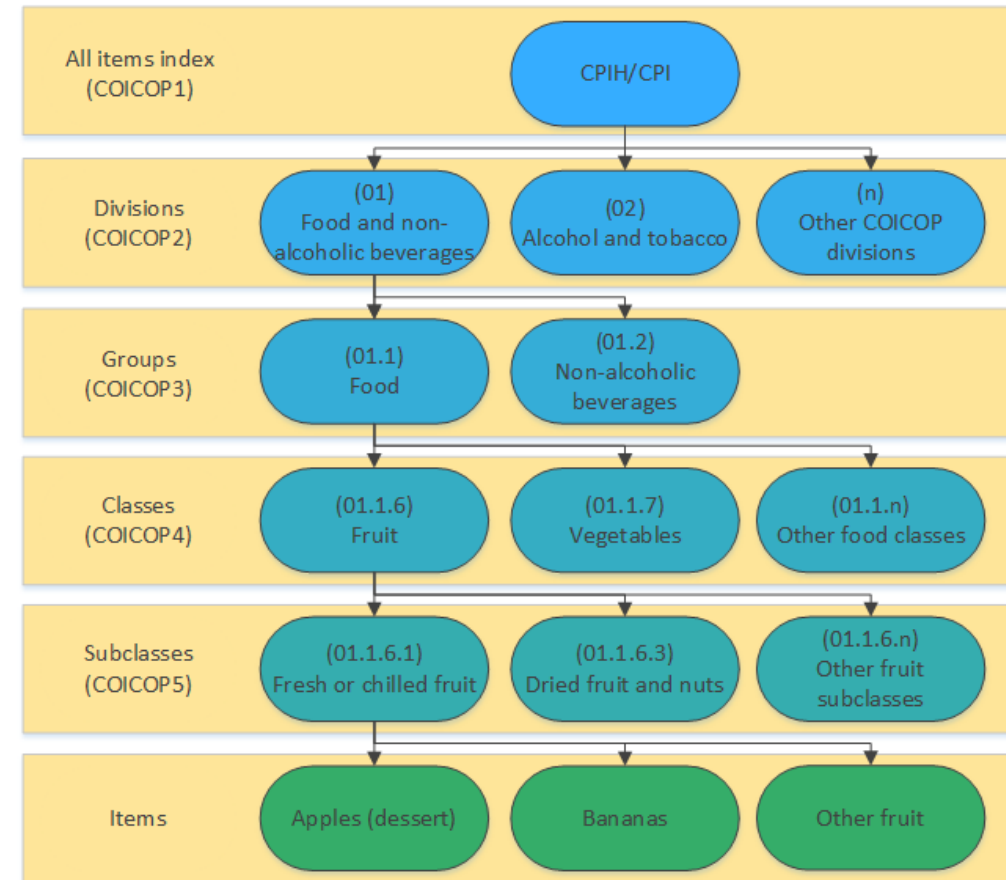 All items index
(COICOP1)
CPIH/CPI
Divisions
(COICOP2)
(01)
Food and non-
alcoholic beverages
(02)
Alcohol and tobacco
(n)
Other COICOP
divisions
Groups
(COICOP3)
(01.1)
Food
(01.2)
Non-alcoholic
beverages
Classes
(COICOP4)
(01.1.6)
Fruit
(01.1.7)
Vegetables
(01.1.n)
Other food classes
Subclasses
(COICOP5)
(01.1.6.1)
Fresh or chilled fruit
(01.1.6.3)
Dried fruit and nuts
(01.1.6.n)
Other fruit
subclasses
Items
Apples (dessert)
Bananas
Other fruit